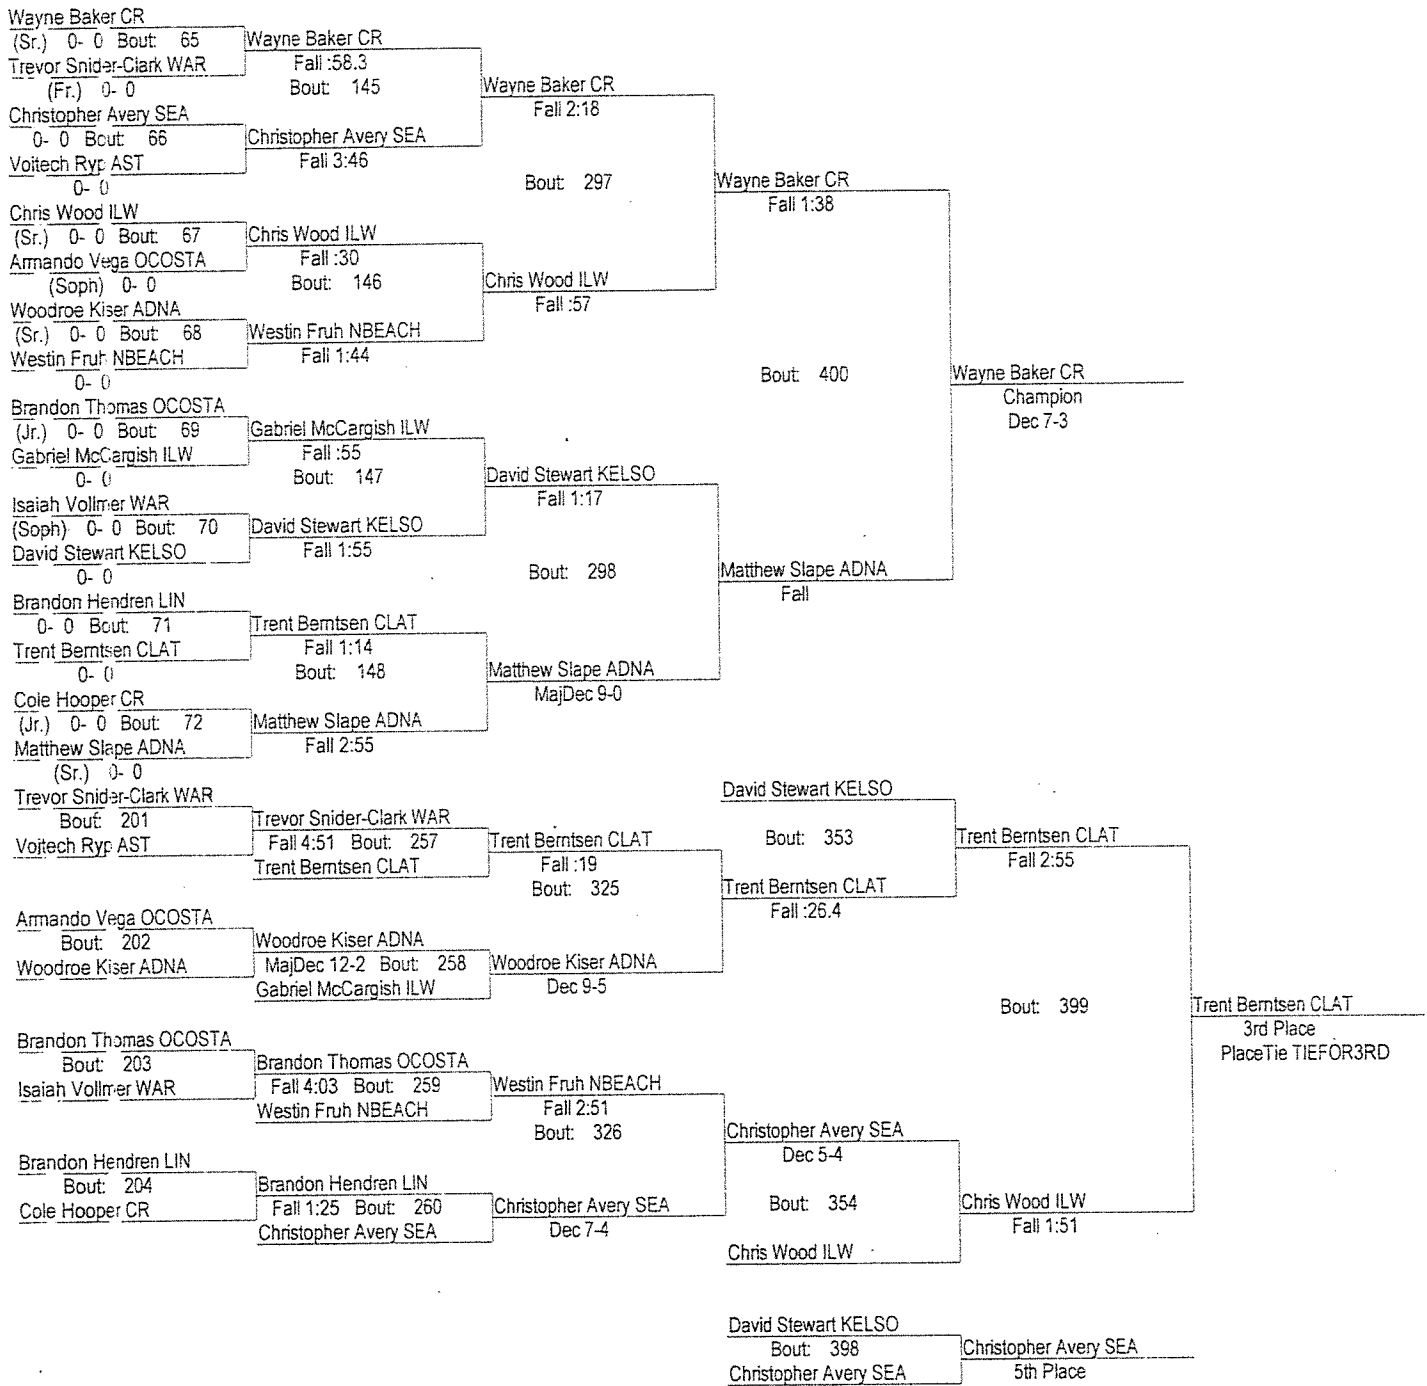 Wayne Baker CR
(Sr.) 0- 0 Bout: 65
Trevor Snider-Clark WAR
(Fr.) 0- 0
Christopher Avery SEA
0- 0 Bout: 66
Voitech Ryp AST
0- 0
Chris Wood ILW
(Sr.) 0- 0 Bout: 67
Armando Vega OCOSTA
(Soph) 0- 0
Woodroe Kiser ADNA
(Sr.) 0- 0 Bout: 68
Westin Fruh NBEACH
0- 0
Brandon Thomas OCOSTA
(Jr.) 0- 0 Bout: 69
Gabriel McCargish ILW
0- 0
Isaiah Vollmer WAR
(Soph) 0- 0 Bout: 70
David Stewart KELSO
0- 0
Brandon Hendren LIN
0- 0 Bout: 71
Trent Berntsen CLAT
0- 0
Cole Hooper CR
(Jr.) 0- 0 Bout: 72
Matthew Slape ADNA
(Sr.) 0- 0
Wayne Baker CR
Fall :58.3
Bout: 145
Christopher Avery SEA
Fall 3:46
Chris Wood ILW
Fall :30
Bout: 146
Westin Fruh NBEACH
Fall 1:44
Gabriel McCargish ILW
Fall :55
Bout: 147
David Stewart KELSO
Fall 1:55
Trent Berntsen CLAT
Fall 1:14
Bout: 148
Matthew Slape ADNA
Fall 2:55
Wayne Baker CR
Fall 2:18
Bout: 297
Chris Wood ILW
Fall :57
David Stewart KELSO
Fall 1:17
Bout: 298
Matthew Slape ADNA
MajDec 9-0
Wayne Baker CR
Fall 1:38
Bout: 400
Matthew Slape ADNA
Fall
Wayne Baker CR
Champion
Dec 7-3
Trevor Snider-Clark WAR
Bout: 201
Voitech Ryp AST
Armando Vega OCOSTA
Bout: 202
Woodroe Kiser ADNA
Brandon Thomas OCOSTA
Bout: 203
Isaiah Vollmer WAR
Brandon Hendren LIN
Bout: 204
Cole Hooper CR
Trevor Snider-Clark WAR
Fall 4:51 Bout: 257
Trent Berntsen CLAT
Woodroe Kiser ADNA
MajDec 12-2 Bout: 258
Gabriel McCargish ILW
Brandon Thomas OCOSTA
Fall 4:03 Bout: 259
Westin Fruh NBEACH
Brandon Hendren LIN
Fall 1:25 Bout: 260
Christopher Avery SEA
Trent Berntsen CLAT
Fall :19
Bout: 325
Woodroe Kiser ADNA
Dec 9-5
Westin Fruh NBEACH
Fall 2:51
Bout: 326
Christopher Avery SEA
Dec 7-4
David Stewart KELSO
Bout: 353
Trent Berntsen CLAT
Fall :26.4
Christopher Avery SEA
Dec 5-4
Bout: 354
Chris Wood ILW
Trent Berntsen CLAT
Fall 2:55
Bout: 399
Chris Wood ILW
Fall 1:51
Trent Berntsen CLAT
3rd Place
PlaceTie TIEFOR3RD
David Stewart KELSO
Bout: 398
Christopher Avery SEA
Christopher Avery SEA
5th Place